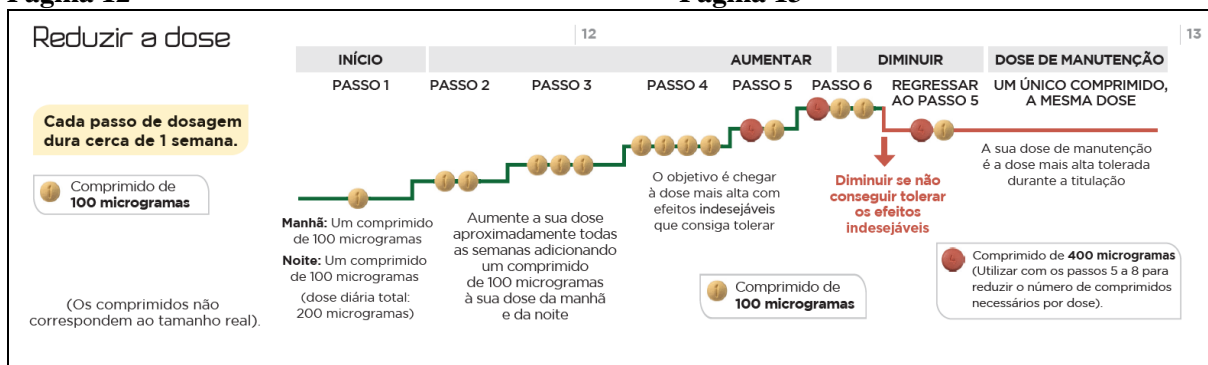 Página 12
Página 13
Reduzir a dose
12
13
INÍCIO
AUMENTAR
DIMINUIR
DOSE DE MANUTENÇÃO
PASSO 1
PASSO 2
PASSO 3
PASSO 4
PASSO 5
PASSO 6
REGRESSAR
AO PASSO 5
UM ÚNICO COMPRIMIDO,
A MESMA DOSE
Cada passo de dosagem
dura cerca de 1 semana.
Comprimido de
100 microgramas
(Os comprimidos não
correspondem ao tamanho real).
Manhã: Um comprimido
de 100 microgramas
Noite: Um comprimido
de 100 microgramas
(dose diária total:
200 microgramas)
Aumente a sua dose
aproximadamente todas
as semanas adicionando
um comprimido
de 100 microgramas
à sua dose da manhã
e da noite
O objetivo é chegar
à dose mais alta com
efeitos indesejáveis
que consiga tolerar
Comprimido de
100 microgramas
Diminuir se não
conseguir tolerar
os efeitos
indesejáveis
A sua dose de manutenção
é a dose mais alta tolerada
durante a titulação
Comprimido de 400 microgramas
(Utilizar com os passos 5 a 8 para
reduzir o número de comprimidos
necessários por dose).